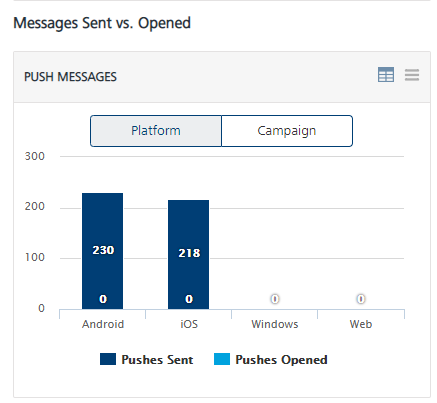 Messages Sent vs. Opened
PUSH MESSAGES
Platform Campaign
300
200
100
0
230 218
0 0 0 0
Android iOS Windows Web
Pushes Sent Pushes Opened